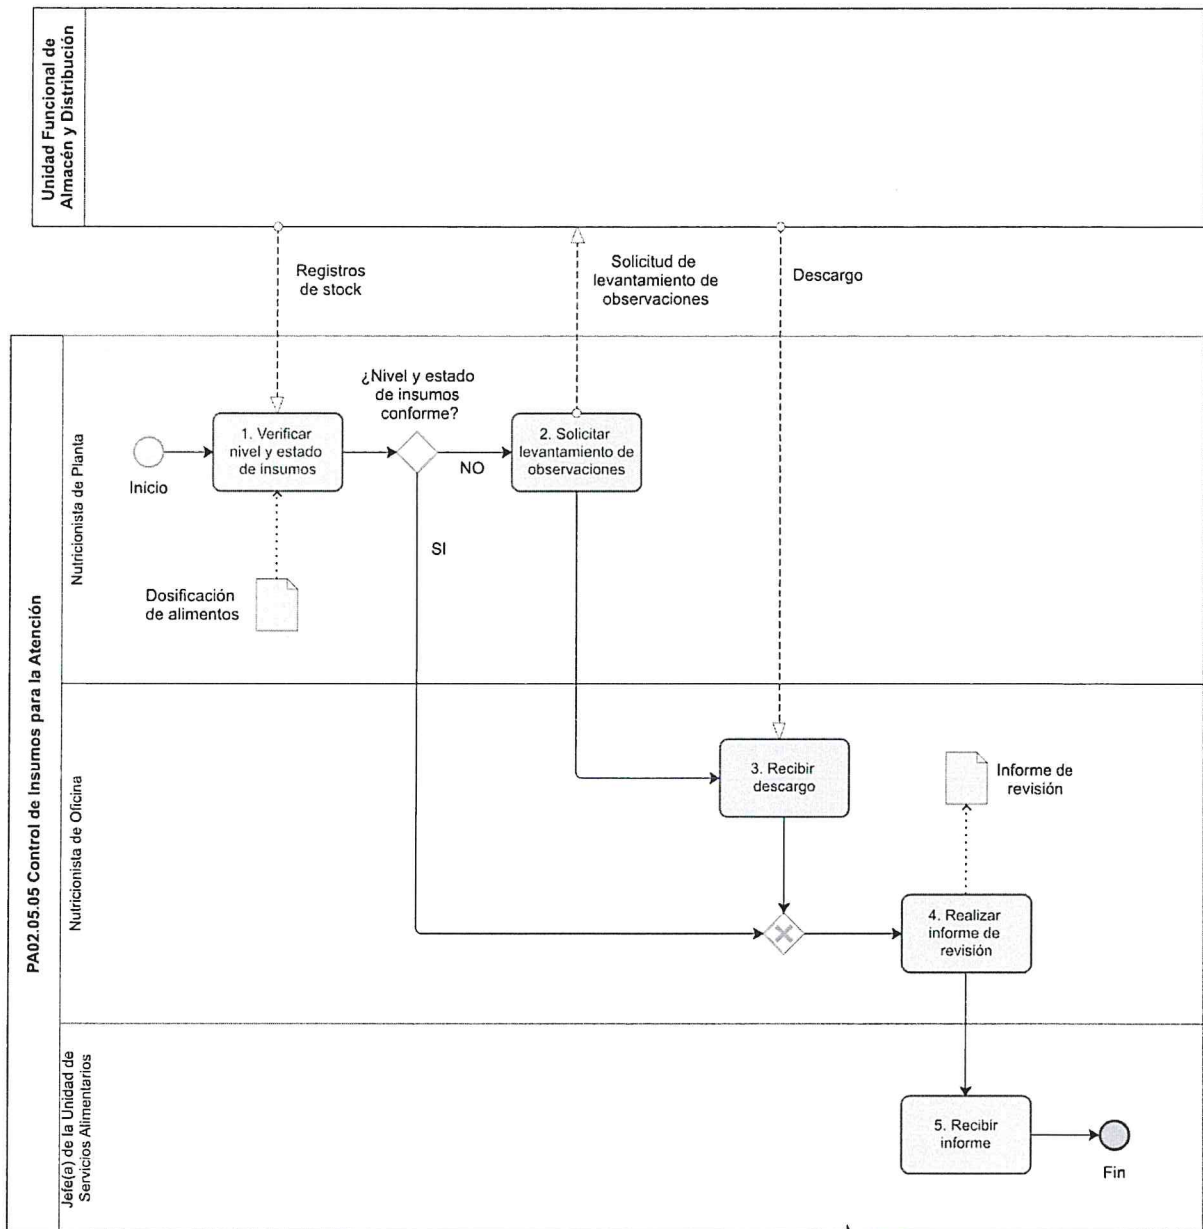 Unidad Funcional de
Almacén y Distribución
Registros
de stock
Solicitud de
levantamiento de
observaciones
Descargo
PA02.05.05 Control de Insumos para la Atención
Nutricionista de Planta
Inicio
1. Verificar
nivel y estado
de insumos
¿Nivel y estado
de insumos
conforme?
NO
SI
2. Solicitar
levantamiento de
observaciones
Dosificación
de alimentos
Nutricionista de Oficina
3. Recibir
descargo
Informe de
revisión
4. Realizar
informe de
revisión
Jefe(a) de la Unidad de
Servicios Alimentarios
5. Recibir
informe
Fin